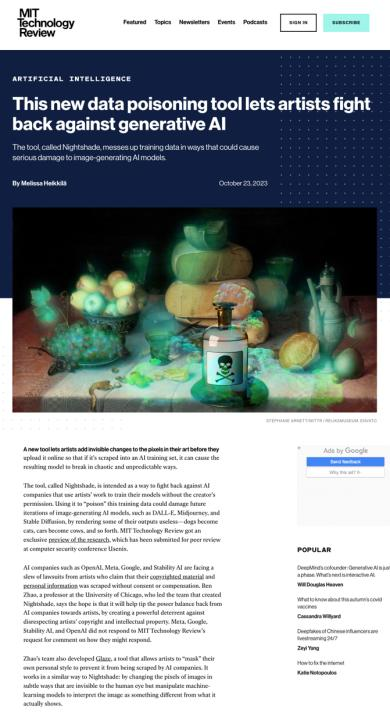 MIT
Technology
Review
Featured Topics Newsletters Events Podcasts
SIGN IN
SUBSCRIBE
ARTIFICIAL INTELLIGENCE
This new data poisoning tool lets artists fight
back against generative AI
The tool, called Nightshade, messes up training data in ways that could cause
serious damage to image-generating AI models.
By Melissa Heikkilä
October 23, 2023
STEPHANIE ARNETT/MITTR | REIJKSMUSEUM, ENVATO
A new tool lets artists add invisible changes to the pixels in their art before they
upload it online so that if it's scraped into an AI training set, it can cause the
resulting model to break in chaotic and unpredictable ways.
The tool, called Nightshade, is intended as a way to fight back against AI
companies that use artists' work to train their models without the creator's
permission. Using it to "poison" this training data could damage future
iterations of image-generating AI models, such as DALL-E, Midjourney, and
Stable Diffusion, by rendering some of their outputs useless—dogs become
cats, cars become cows, and so forth. MIT Technology Review got an
exclusive preview of the research, which has been submitted for peer review
at computer security conference Usenix.
AI companies such as OpenAI, Meta, Google, and Stability AI are facing a
slew of lawsuits from artists who claim that their copyrighted material and
personal information was scraped without consent or compensation. Ben
Zhao, a professor at the University of Chicago, who led the team that created
Nightshade, says the hope is that it will help tip the power balance back from
AI companies towards artists, by creating a powerful deterrent against
disrespecting artists' copyright and intellectual property. Meta, Google,
Stability AI, and OpenAI did not respond to MIT Technology Review's
request for comment on how they might respond.
Zhao's team also developed Glaze, a tool that allows artists to "mask" their
own personal style to prevent it from being scraped by AI companies. It
works in a similar way to Nightshade: by changing the pixels of images in
subtle ways that are invisible to the human eye but manipulate machine-
learning models to interpret the image as something different from what it
actually shows.
Ads by Google
Send feedback
Why this ad?
POPULAR
DeepMind's cofounder: Generative AI is just
a phase. What's next is interactive AI.
Will Douglas Heaven
What to know about this autumn's covid
vaccines
Cassandra Willyard
Deepfakes of Chinese influencers are
livestreaming 24/7
Zeyi Yang
How to fix the internet
Katie Notopoulos